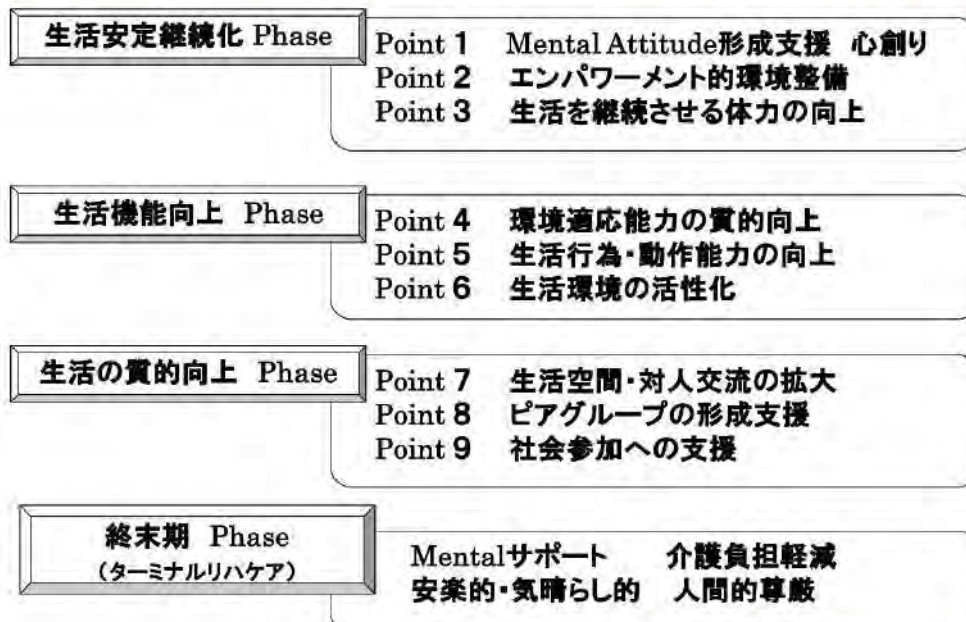 生活安定継続化 Phase
Point 1 Mental Attitude形成支援 心創り
Point 2 エンパワーメント的環境整備
Point 3 生活を継続させる体力の向上
生活機能向上 Phase
Point 4 環境適応能力の質的向上
Point 5 生活行為・動作能力の向上
Point 6 生活環境の活性化
生活の質的向上 Phase
Point 7 生活空間・対人交流の拡大
Point 8 ピアグループの形成支援
Point 9 社会参加への支援
終末期 Phase
(ターミナルリハケア)
Mentalサポート 介護負担軽減
安楽的・気晴らし的 人間的尊厳